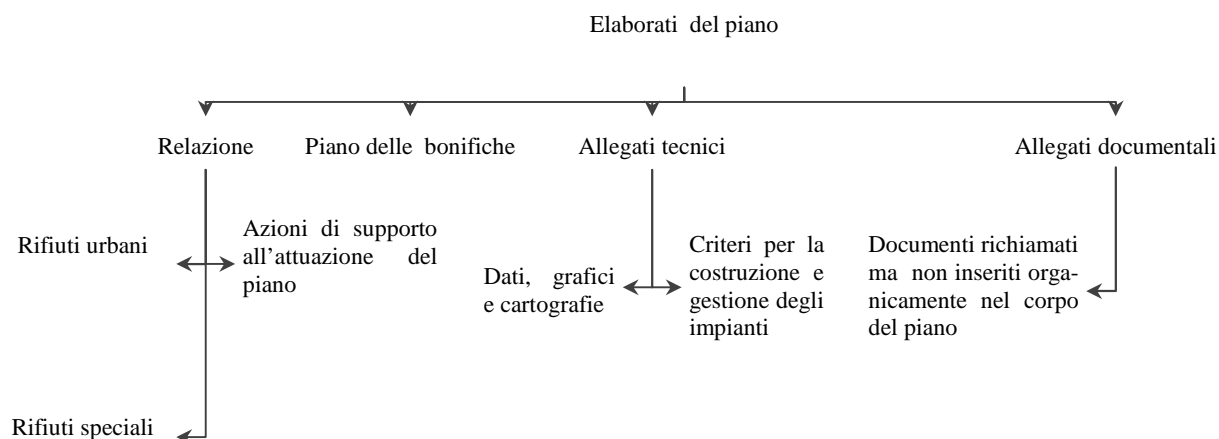 Elaborati del piano
Relazione
Piano delle bonifiche
Allegati tecnici
Allegati documentali
Rifiuti urbani
Azioni di supporto
all’attuazione del
piano
Dati, grafici
e cartografie
Criteri per la
costruzione e
gestione degli
impianti
Documenti richiamati
ma non inseriti orga-
nicamente nel corpo
del piano
Rifiuti speciali